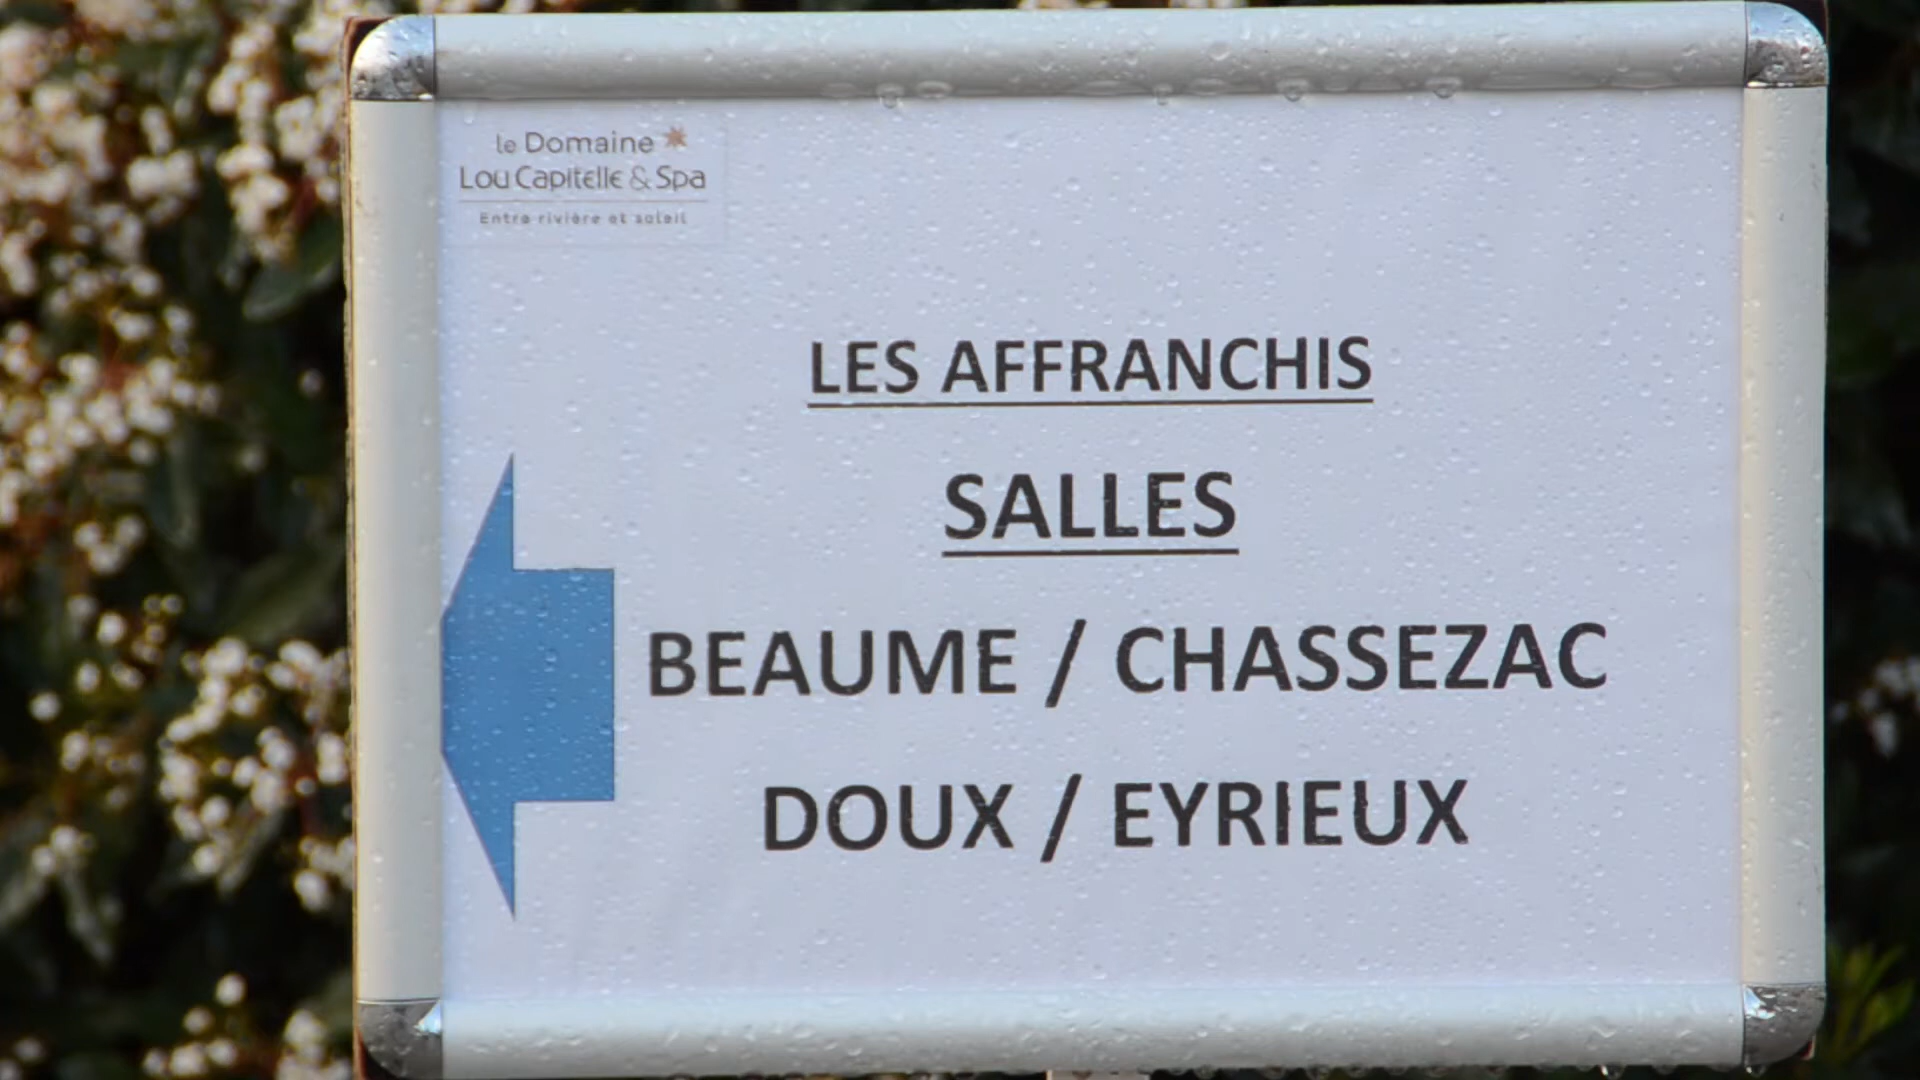 le Domaine
Lou Capitelle & Spa
Entre rivière et soleil
LES AFFRANCHIS
SALLES
BEAUME / CHASSEZAC
DOUX / EYRIEUX